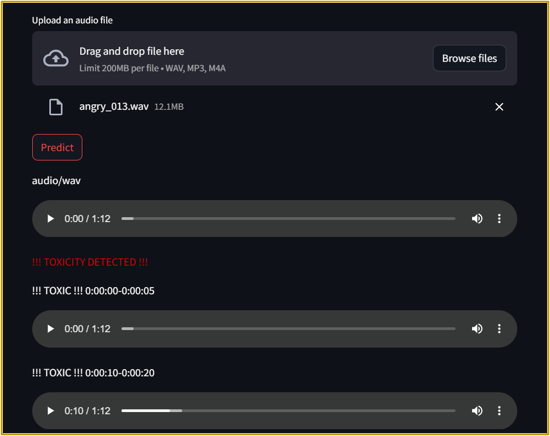 Upload an audio file
Drag and drop file here
Limit 200MB per file • WAV, MP3, M4A
Browse files
angry_013.wav 12.1MB
Predict
audio/wav
0:00 / 1:12
!!! TOXICITY DETECTED !!!
!!! TOXIC !!! 0:00:00-0:00:05
0:00 / 1:12
!!! TOXIC !!! 0:00:10-0:00:20
0:10 / 1:12